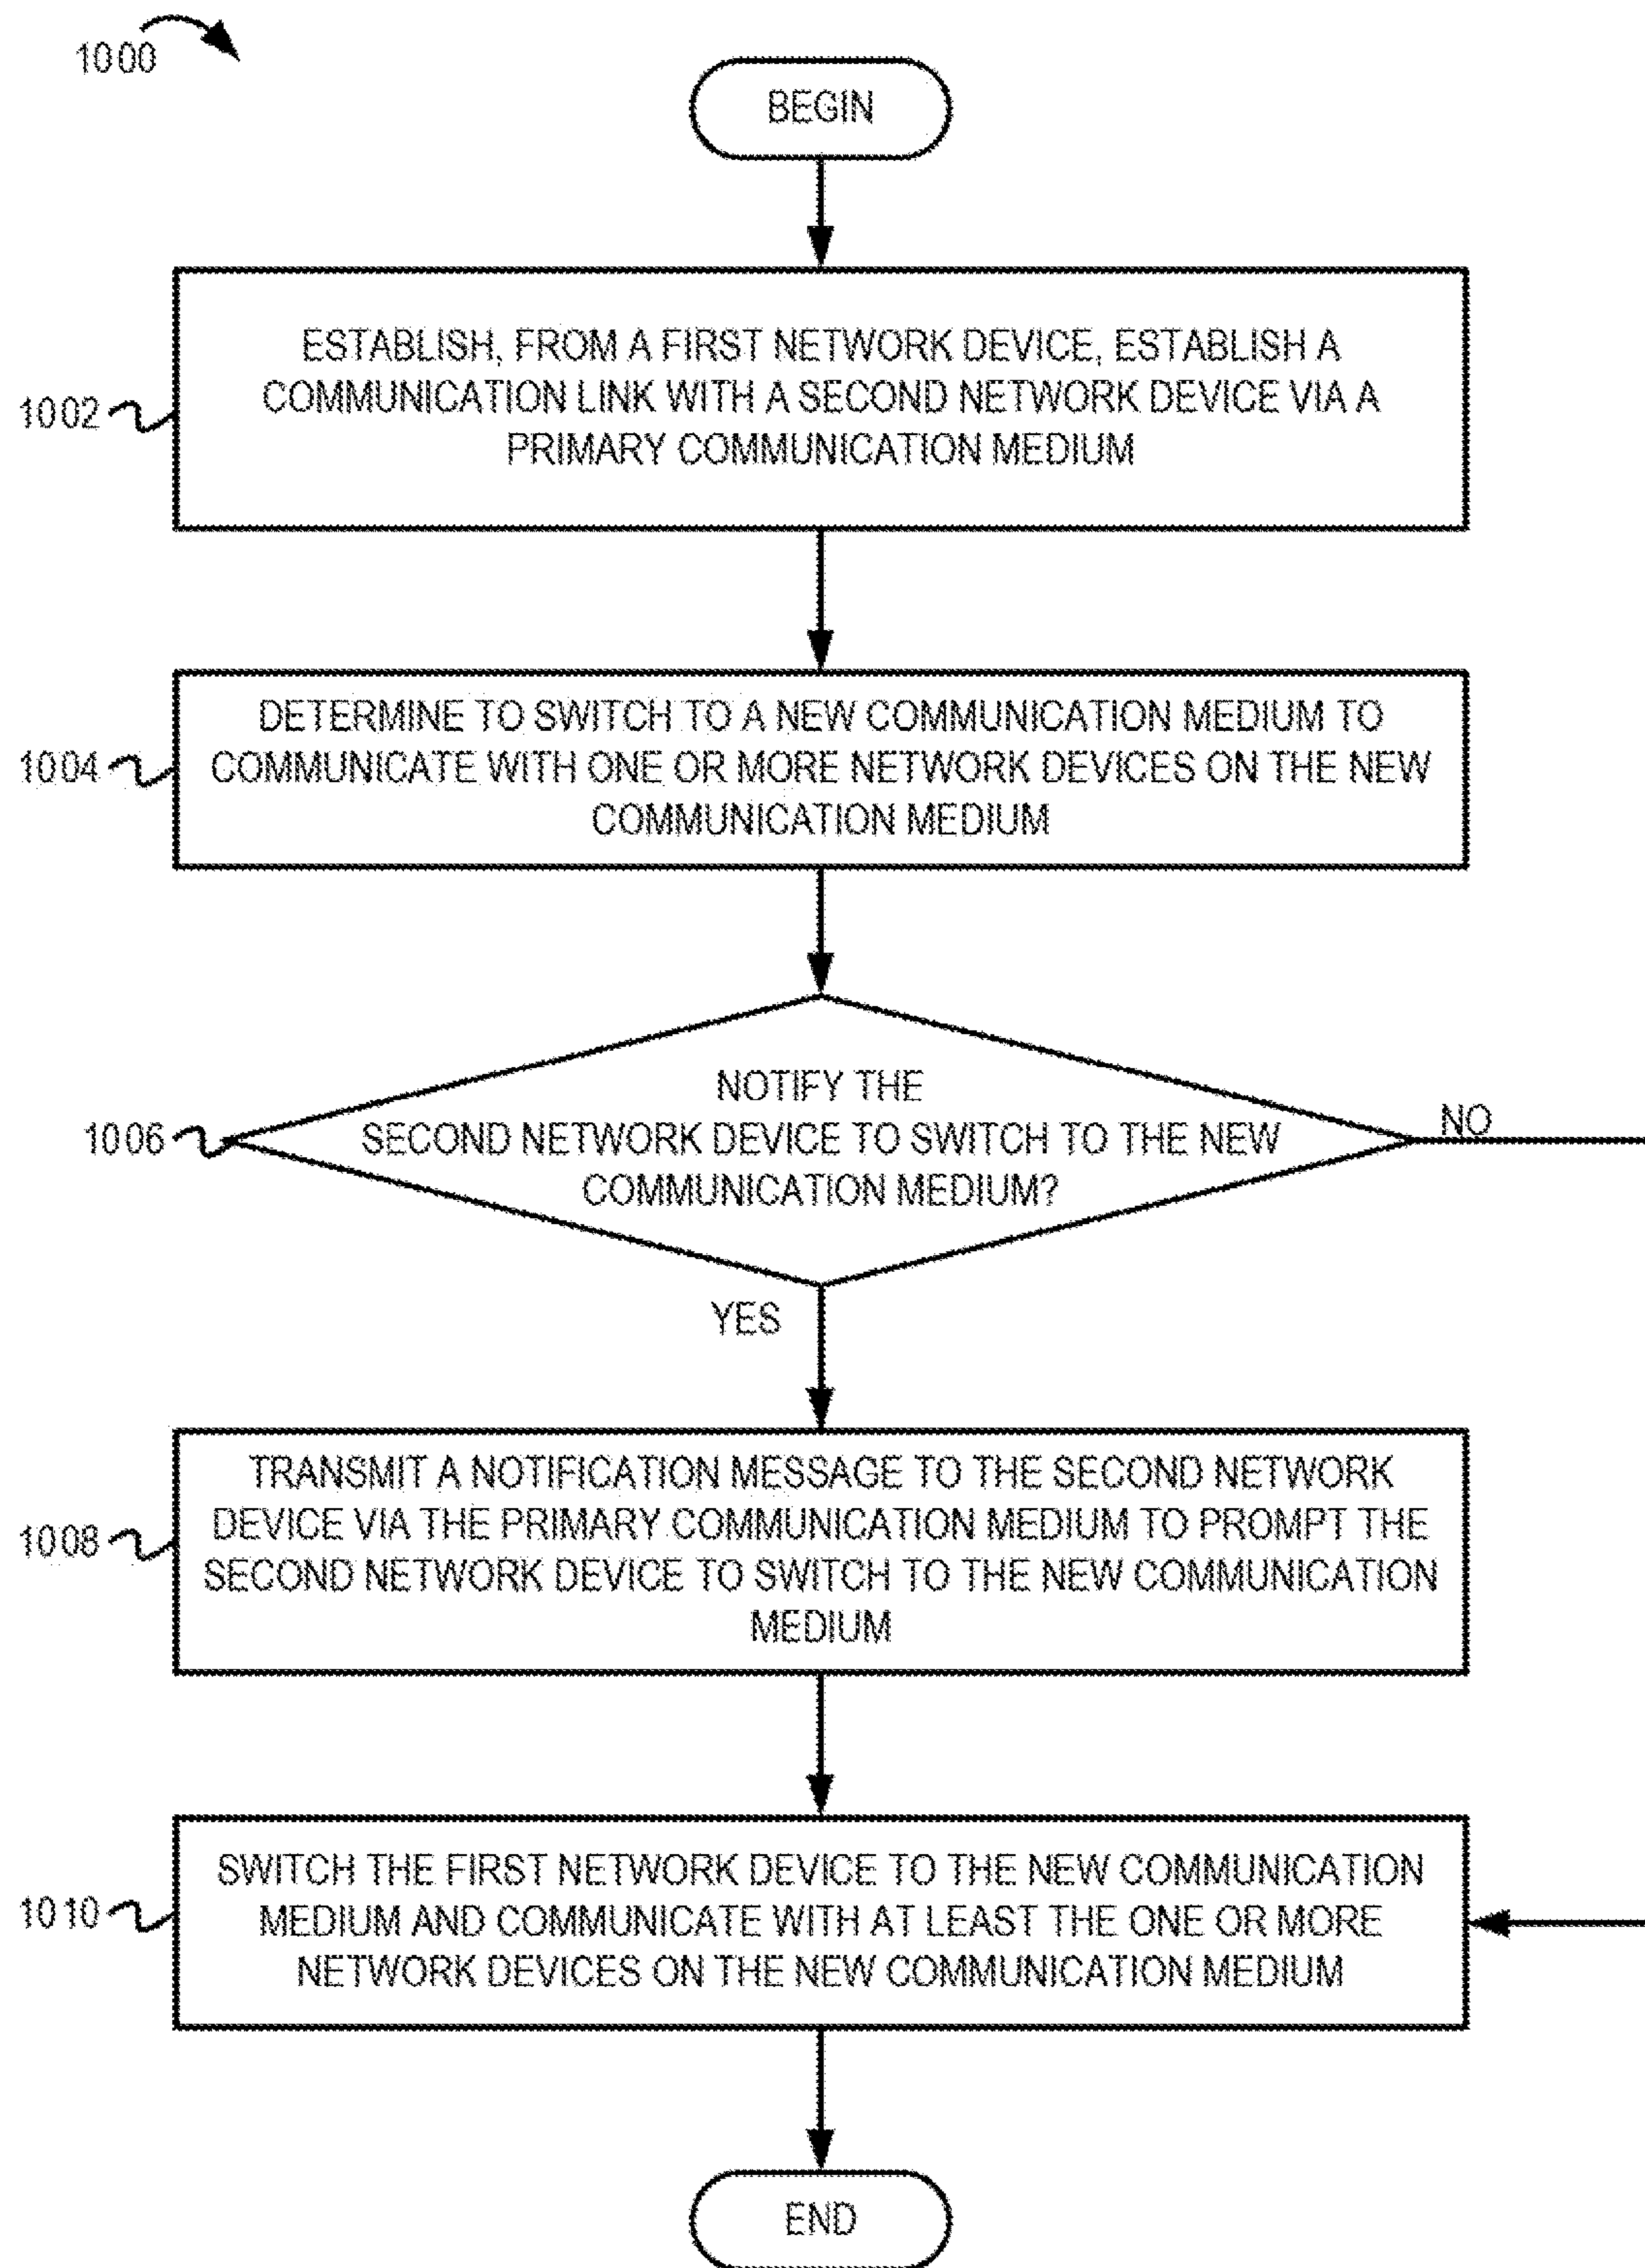 1000
BEGIN
ESTABLISH, FROM A FIRST NETWORK DEVICE, ESTABLISH A
COMMUNICATION LINK WITH A SECOND NETWORK DEVICE VIA A
PRIMARY COMMUNICATION MEDIUM
1002
DETERMINE TO SWITCH TO A NEW COMMUNICATION MEDIUM TO
COMMUNICATE WITH ONE OR MORE NETWORK DEVICES ON THE NEW
COMMUNICATION MEDIUM
1004
NOTIFY THE
SECOND NETWORK DEVICE TO SWITCH TO THE NEW
COMMUNICATION MEDIUM?
1006
NO
YES
TRANSMIT A NOTIFICATION MESSAGE TO THE SECOND NETWORK
DEVICE VIA THE PRIMARY COMMUNICATION MEDIUM TO PROMPT THE
SECOND NETWORK DEVICE TO SWITCH TO THE NEW COMMUNICATION
MEDIUM
1008
SWITCH THE FIRST NETWORK DEVICE TO THE NEW COMMUNICATION
MEDIUM AND COMMUNICATE WITH AT LEAST THE ONE OR MORE
NETWORK DEVICES ON THE NEW COMMUNICATION MEDIUM
1010
END